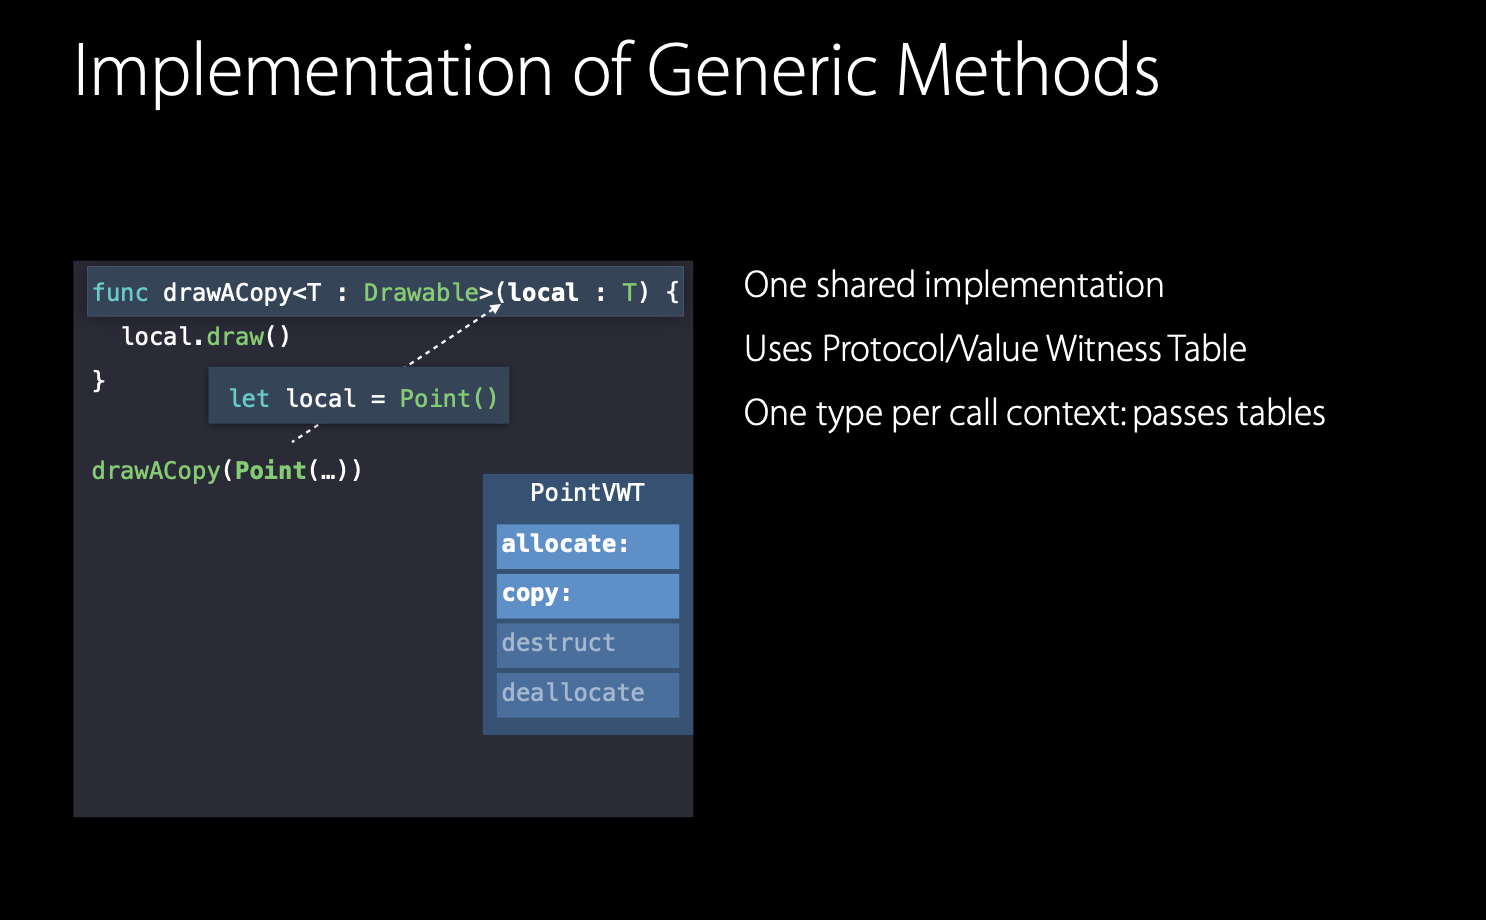 Implementation of Generic Methods
func drawACopy<T : Drawable>(local : T) {
local.draw()
}
let local = Point()
drawACopy(Point(…))
PointVWT
allocate:
copy:
destruct
deallocate
One shared implementation
Uses Protocol/Value Witness Table
One type per call context: passes tables